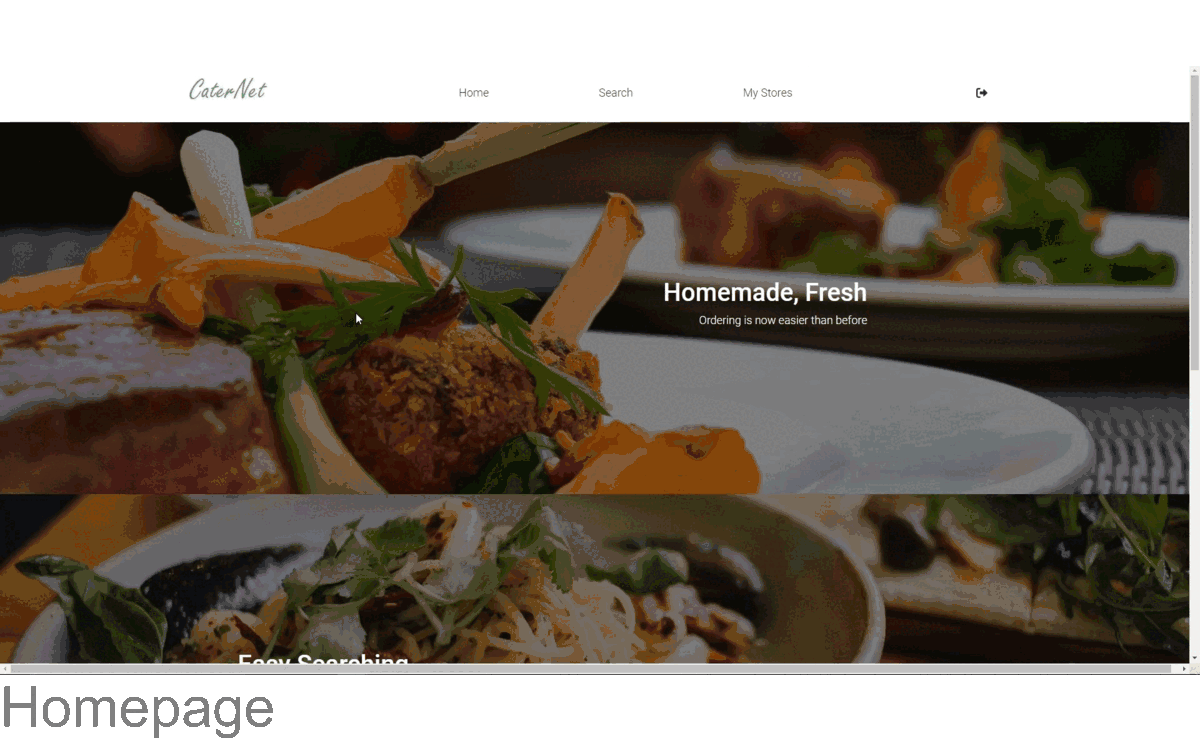 CaterNet
Home
Search
My Stores
Homemade, Fresh
Ordering is now easier than before
Easy Searching
Homepage